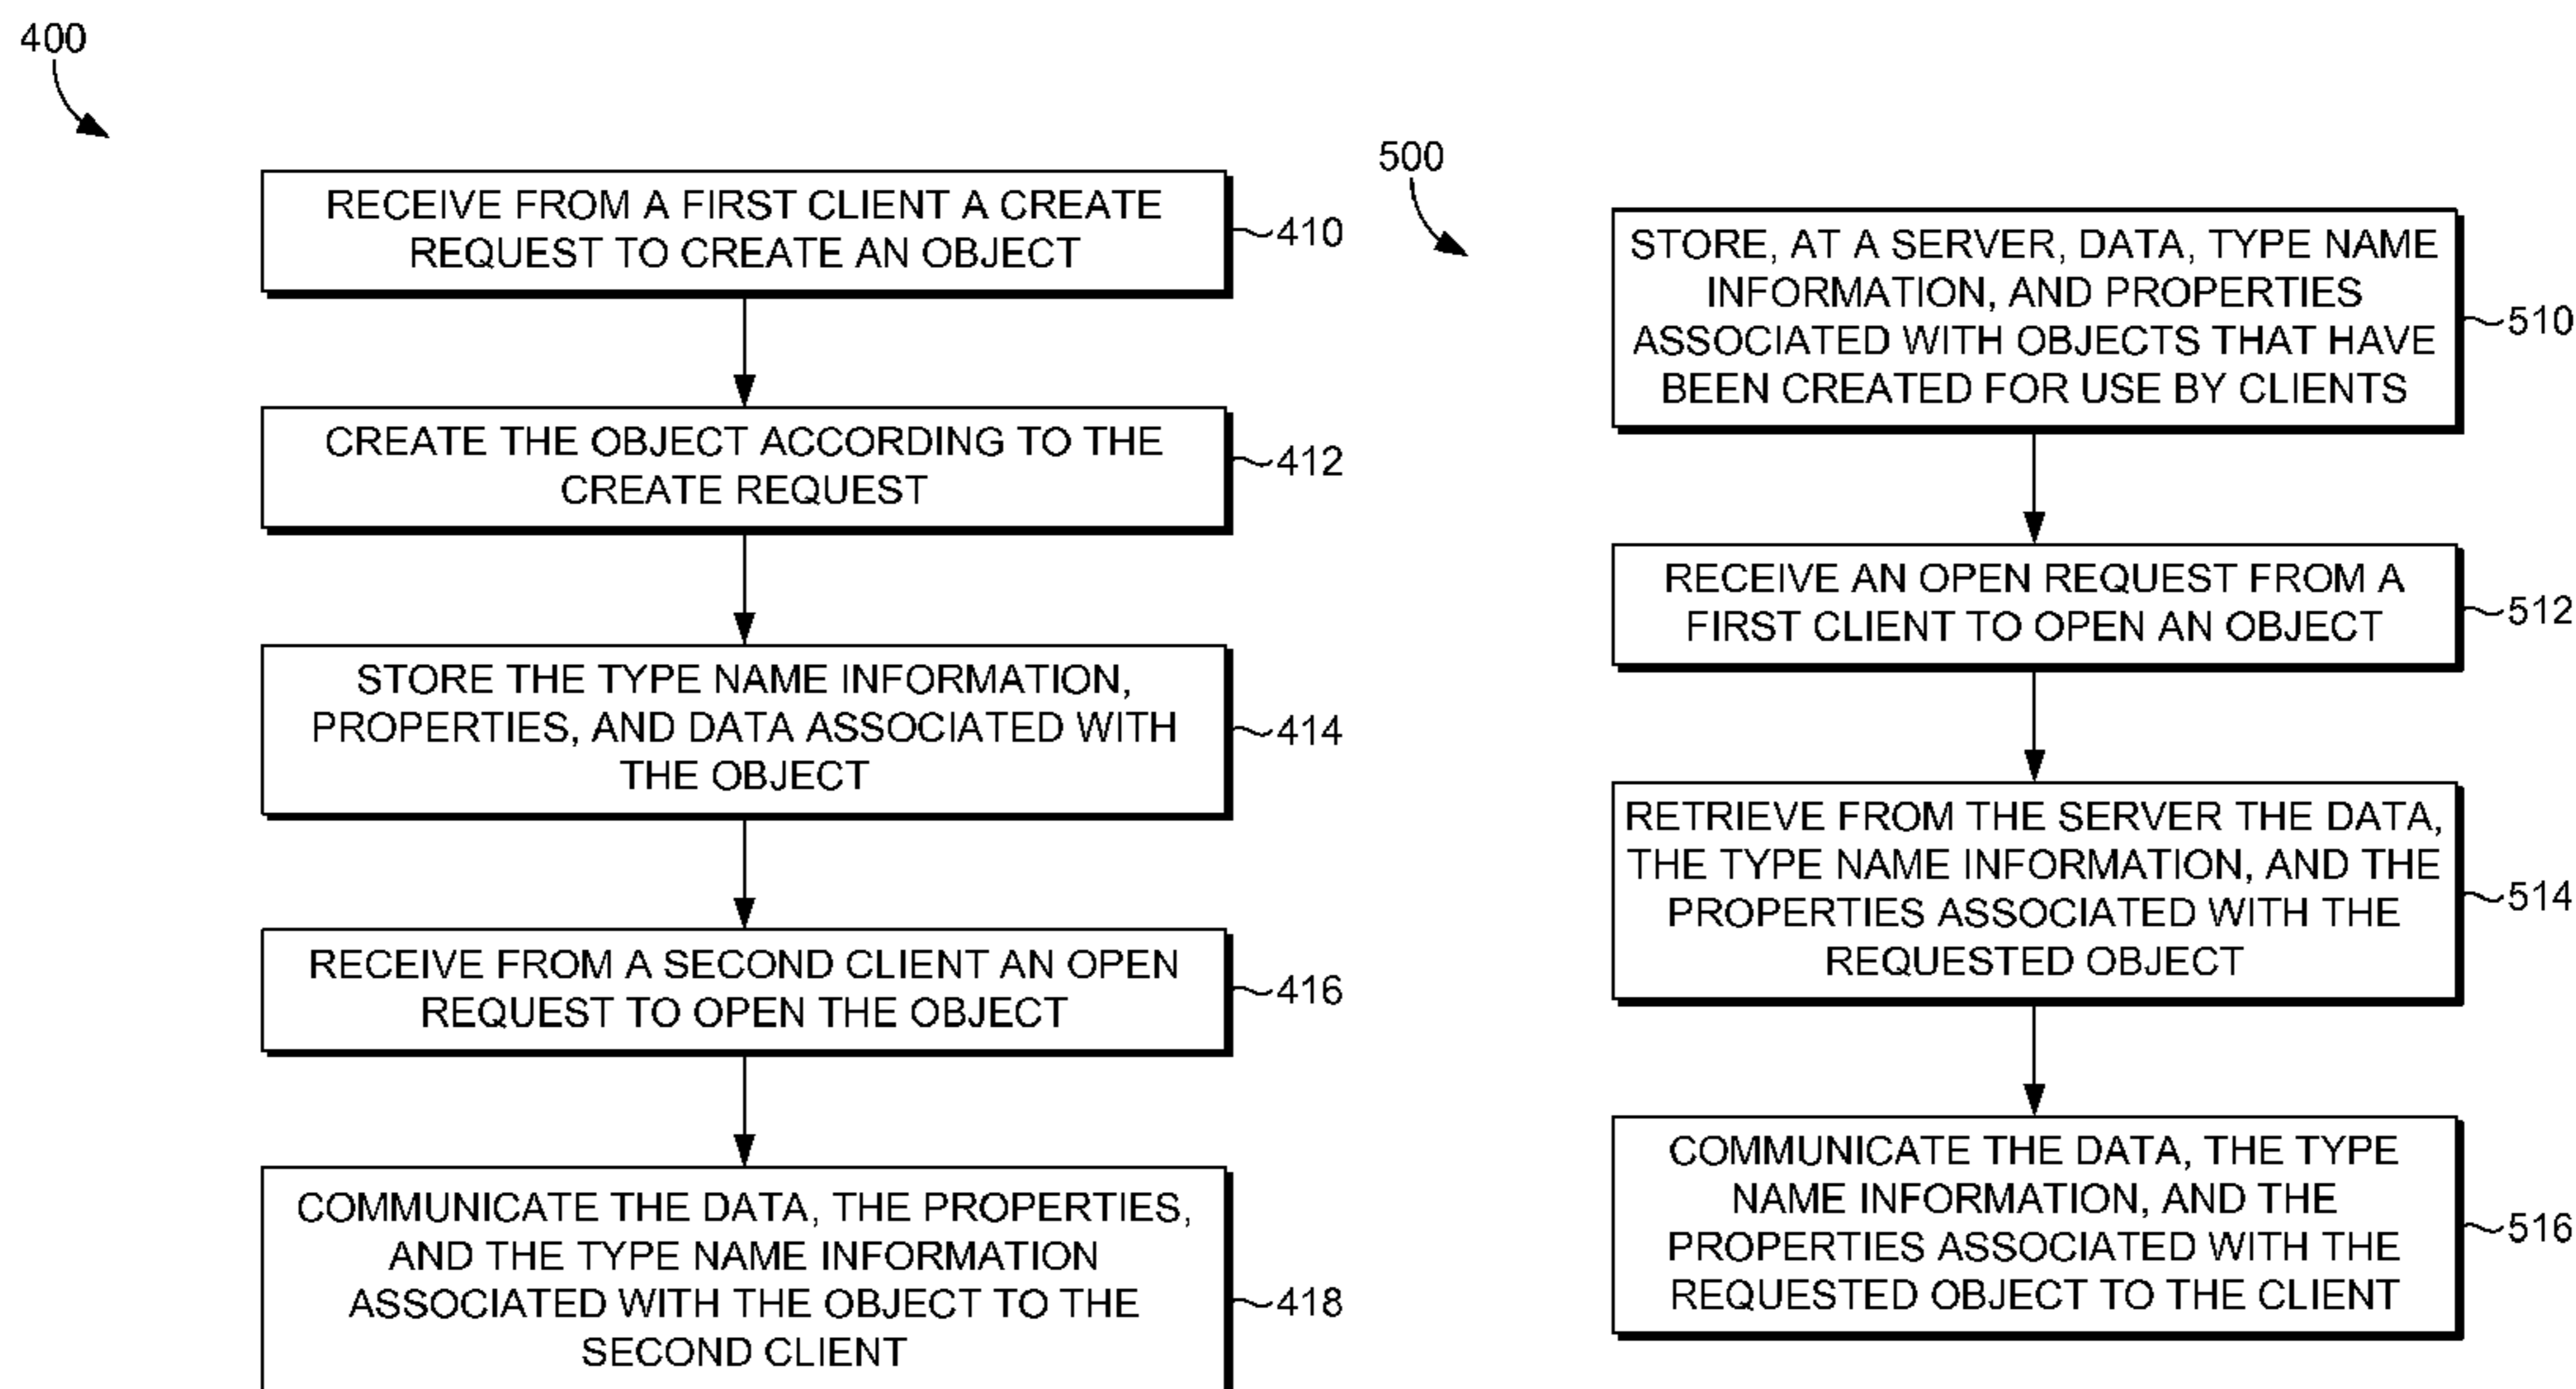 400
RECEIVE FROM A FIRST CLIENT A CREATE
REQUEST TO CREATE AN OBJECT
410
CREATE THE OBJECT ACCORDING TO THE
CREATE REQUEST
412
STORE THE TYPE NAME INFORMATION,
PROPERTIES, AND DATA ASSOCIATED WITH
THE OBJECT
414
RECEIVE FROM A SECOND CLIENT AN OPEN
REQUEST TO OPEN THE OBJECT
416
COMMUNICATE THE DATA, THE PROPERTIES,
AND THE TYPE NAME INFORMATION
ASSOCIATED WITH THE OBJECT TO THE
SECOND CLIENT
418
500
STORE, AT A SERVER, DATA, TYPE NAME
INFORMATION, AND PROPERTIES
ASSOCIATED WITH OBJECTS THAT HAVE
BEEN CREATED FOR USE BY CLIENTS
510
RECEIVE AN OPEN REQUEST FROM A
FIRST CLIENT TO OPEN AN OBJECT
512
RETRIEVE FROM THE SERVER THE DATA,
THE TYPE NAME INFORMATION, AND THE
PROPERTIES ASSOCIATED WITH THE
REQUESTED OBJECT
514
COMMUNICATE THE DATA, THE TYPE
NAME INFORMATION, AND THE
PROPERTIES ASSOCIATED WITH THE
REQUESTED OBJECT TO THE CLIENT
516